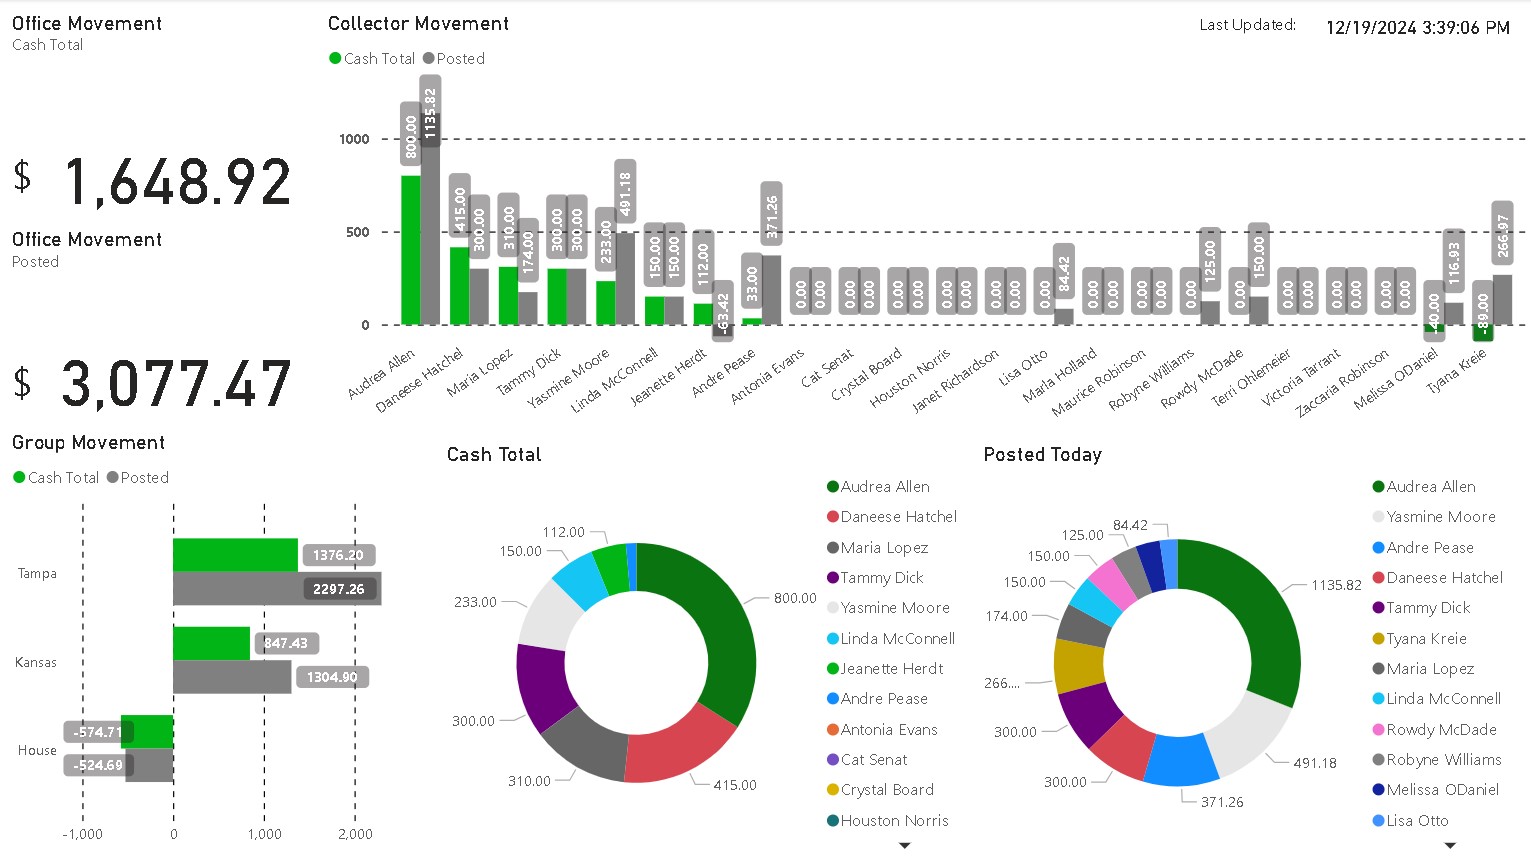 Office Movement
Cash Total
$ 1,648.92
Office Movement
Posted
$ 3,077.47
Collector Movement
Cash Total Posted
Last Updated: 12/19/2024 3:39:06 PM
1000
500
0
800.00
1135.82
415.00
300.00
310.00
174.00
300.00
300.00
233.00
491.18
150.00
150.00
112.00
-63.42
33.00
371.26
0.00
0.00
0.00
0.00
0.00
0.00
0.00
0.00
0.00
0.00
0.00
84.42
0.00
0.00
0.00
0.00
0.00
125.00
0.00
150.00
0.00
0.00
0.00
0.00
0.00
0.00
-40.00
116.93
-89.00
266.97
Audrea Allen
Daneese Hatchel
Maria Lopez
Tammy Dick
Yasmine Moore
Linda McConnell
Jeanette Herdt
Andre Pease
Antonia Evans
Cat Senat
Crystal Board
Houston Norris
Janet Richardson
Lisa Otto
Marla Holland
Maurice Robinson
Robyne Williams
Rowdy McDade
Terri Ohlemeier
Victoria Tarrant
Zaccaria Robinson
Melissa ODaniel
Tyana Kreie
Group Movement
Cash Total Posted
Tampa
1376.20
2297.26
Kansas
847.43
1304.90
House
-574.71
-524.69
-1,000
0
1,000
2,000
Cash Total
112.00
150.00
233.00
300.00
310.00
415.00
800.00
Audrea Allen
Daneese Hatchel
Maria Lopez
Tammy Dick
Yasmine Moore
Linda McConnell
Jeanette Herdt
Andre Pease
Antonia Evans
Cat Senat
Crystal Board
Houston Norris
Posted Today
84.42
125.00
150.00
150.00
174.00
266....
300.00
300.00
371.26
491.18
1135.82
Audrea Allen
Yasmine Moore
Andre Pease
Daneese Hatchel
Tammy Dick
Tyana Kreie
Maria Lopez
Linda McConnell
Rowdy McDade
Robyne Williams
Melissa ODaniel
Lisa Otto